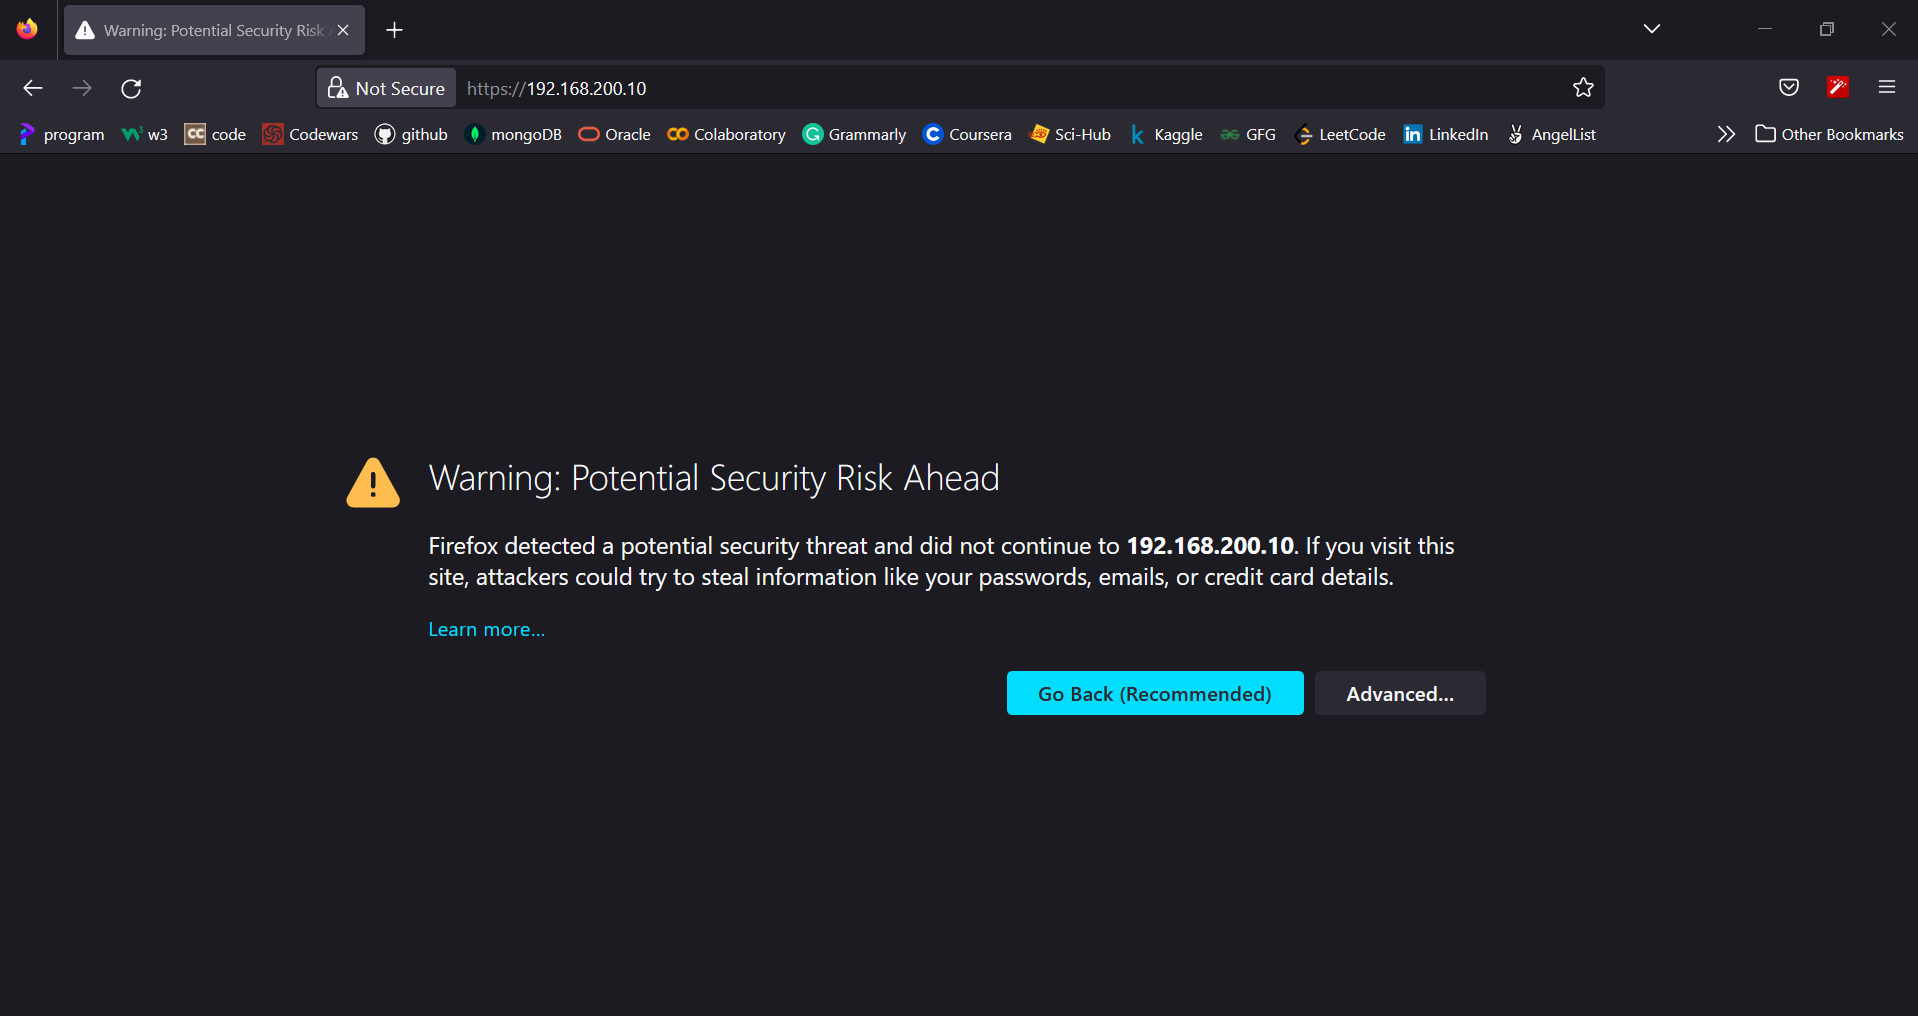 Warning: Potential Security Risk
Not Secure https://192.168.200.10
program w3 code Codewars github mongoDB Oracle Colaboratory Grammarly Coursera Sci-Hub Kaggle GFG LeetCode LinkedIn AngelList Other Bookmarks
Warning: Potential Security Risk Ahead
Firefox detected a potential security threat and did not continue to 192.168.200.10. If you visit this
site, attackers could try to steal information like your passwords, emails, or credit card details.
Learn more...
Go Back (Recommended) Advanced...